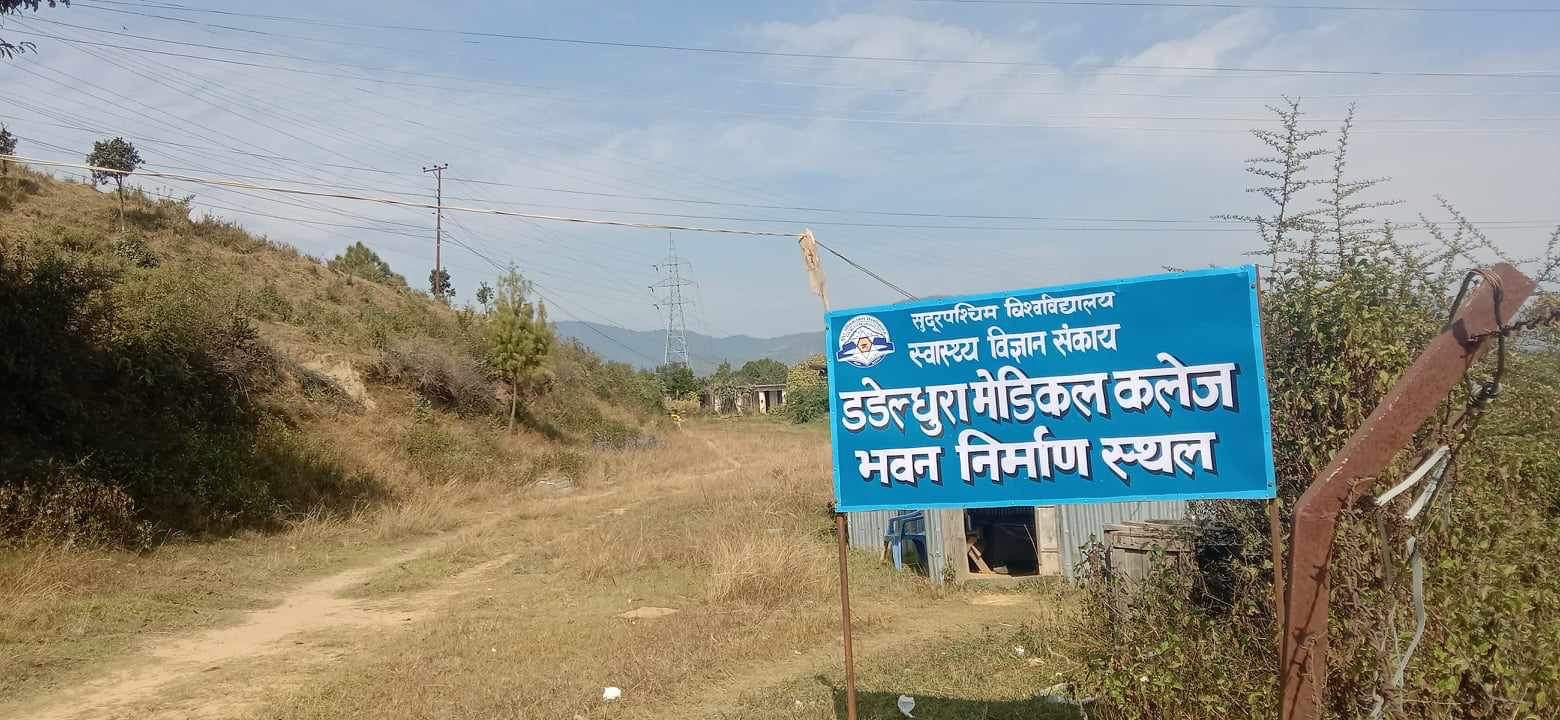 सुदूरपश्चिम विश्वविद्यालय
स्वास्थ्य विज्ञान संकाय
डडेल्धुरा मेडिकल कलेज
भवन निर्माण स्थल